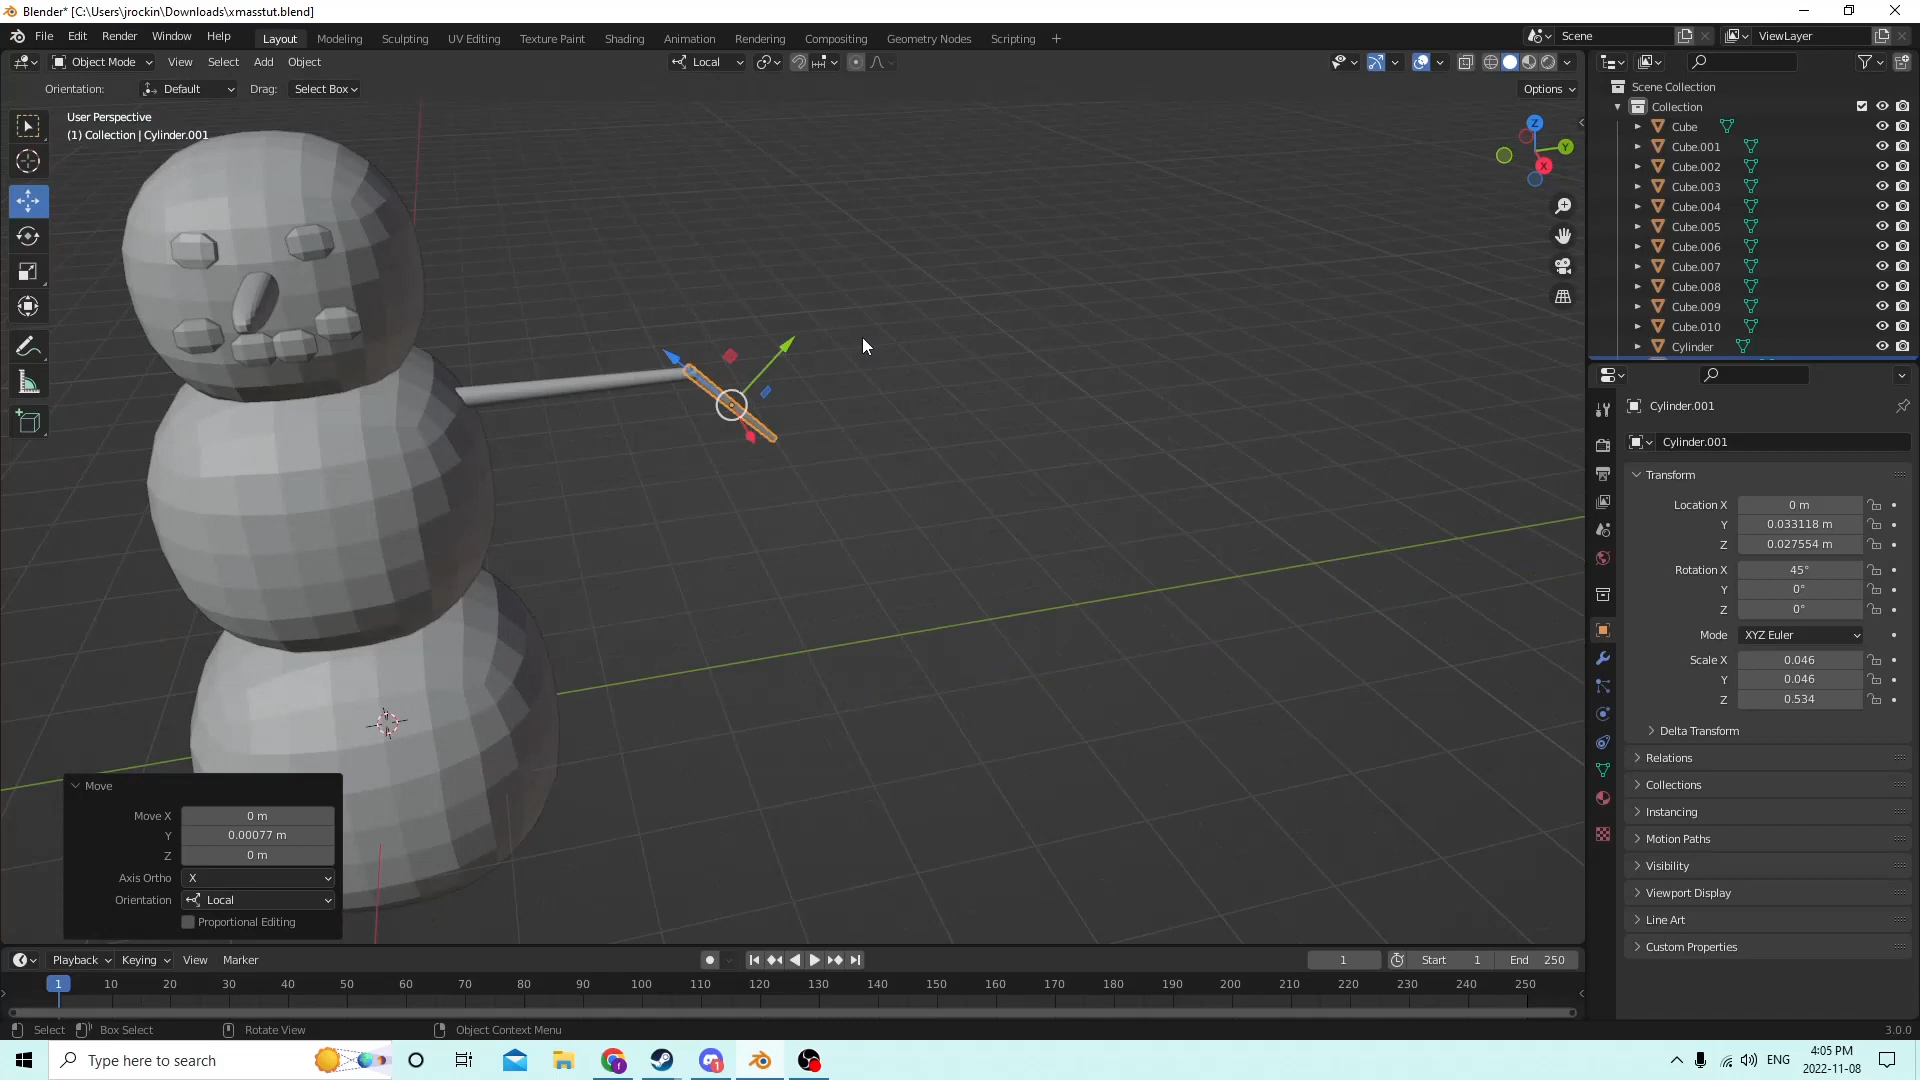 Blender* [C:\Users\jrockin\Downloads\xmasstut.blend]
File Edit Render Window Help Layout Modeling Sculpting UV Editing Texture Paint Shading Animation Rendering Compositing Geometry Nodes Scripting + Scene ViewLayer
Object Mode View Select Add Object Local
Orientation: Default Drag: Select Box Options
User Perspective
(1) Collection | Cylinder.001
Z
Y
X
Scene Collection
Collection
Cube
Cube.001
Cube.002
Cube.003
Cube.004
Cube.005
Cube.006
Cube.007
Cube.008
Cube.009
Cube.010
Cylinder
Cylinder.001
Cylinder.001
Transform
Location X 0 m
Y 0.033118 m
Z 0.027554 m
Rotation X 45°
Y 0°
Z 0°
Mode XYZ Euler
Scale X 0.046
Y 0.046
Z 0.534
Delta Transform
Relations
Collections
Instancing
Motion Paths
Visibility
Viewport Display
Line Art
Custom Properties
Move
Move X 0 m
Y 0.00077 m
Z 0 m
Axis Ortho X
Orientation Local
Proportional Editing
Playback Keying View Marker 1 Start 1 End 250
1 10 20 30 40 50 60 70 80 90 100 110 120 130 140 150 160 170 180 190 200 210 220 230 240 250
Select Box Select Rotate View Object Context Menu 3.0.0
Type here to search ENG 4:05 PM
2022-11-08